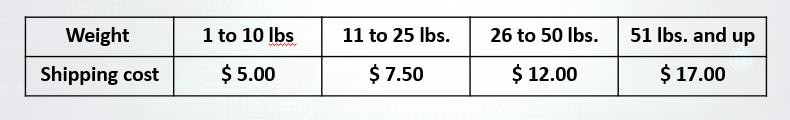 Weight 1 to 10 lbs 11 to 25 lbs. 26 to 50 lbs. 51 lbs. and up
Shipping cost $ 5.00 $ 7.50 $ 12.00 $ 17.00